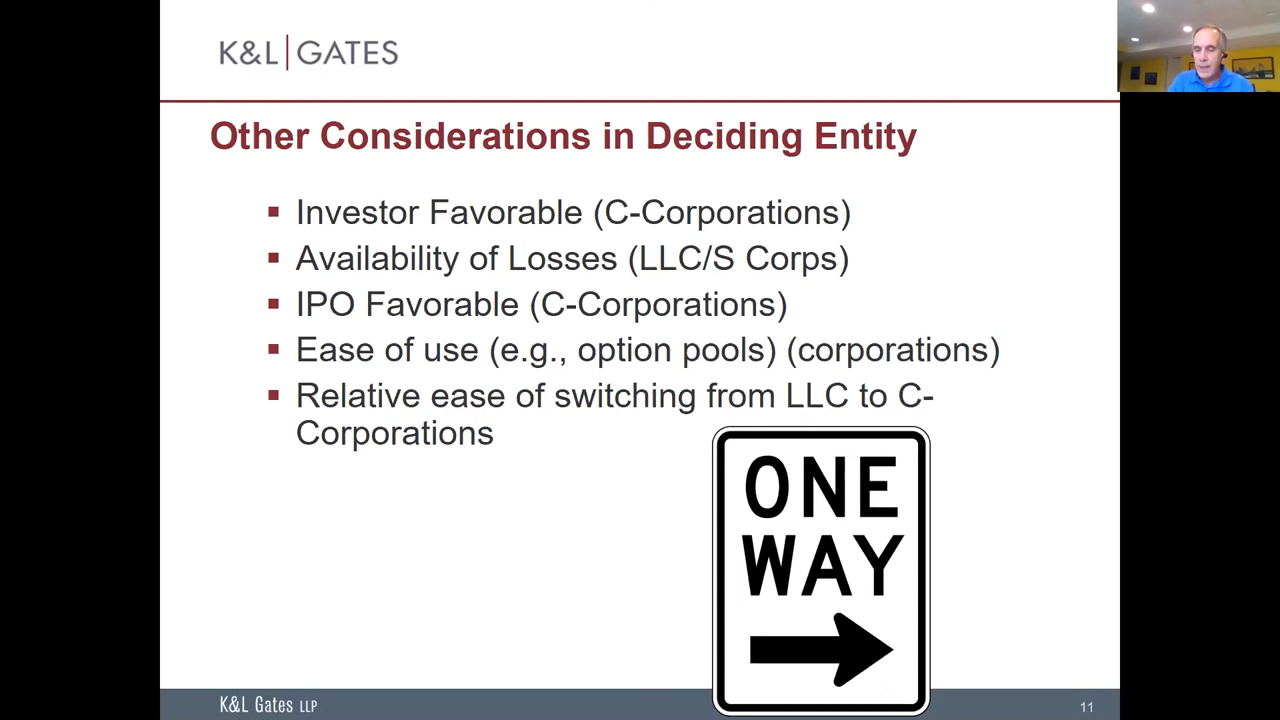 K&L|GATES
Other Considerations in Deciding Entity
▪ Investor Favorable (C-Corporations)
▪ Availability of Losses (LLC/S Corps)
▪ IPO Favorable (C-Corporations)
▪ Ease of use (e.g., option pools) (corporations)
▪ Relative ease of switching from LLC to C-
Corporations
ONE
WAY
K&L Gates LLP
11